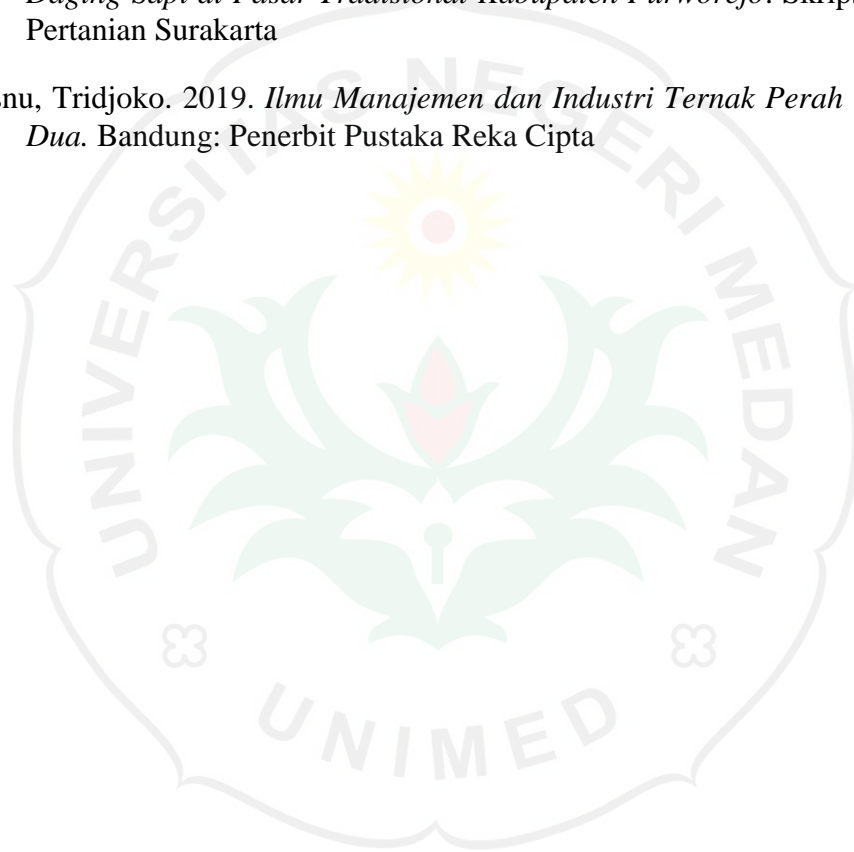 Daging Sapi di Pasar Tradisional Kabupaten Purworejo. Skrip
Pertanian Surakarta
snu, Tridjoko. 2019. Ilmu Manajemen dan Industri Ternak Perah
Dua. Bandung: Penerbit Pustaka Reka Cipta
UNIVERSITAS NEGERI MEDAN
UNIMED